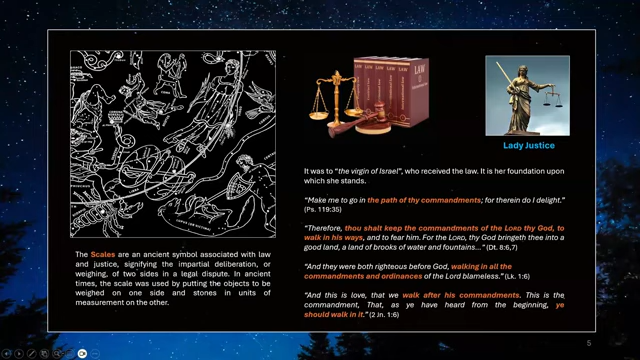 LAW
Lady Justice
It was to "the virgin of Israel", who received the law. It is her foundation upon
which she stands.
"Make me to go in the path of thy commandments; for therein do I delight."
(Ps. 119:35)
"Therefore, thou shalt keep the commandments of the LORD thy God, to
walk in his ways, and to fear him. For the LORD, thy God bringeth thee into a
good land, a land of brooks of water and fountains…" (Dt. 8:6,7)
"And they were both righteous before God, walking in all the
commandments and ordinances of the Lord blameless." (Lk. 1:6)
"And this is love, that we walk after his commandments. This is the
commandment, That, as ye have heard from the beginning, ye
should walk in it." (2 Jn. 1:6)
The Scales are an ancient symbol associated with law
and justice, signifying the impartial deliberation, or
weighing, of two sides in a legal dispute. In ancient
times, the scale was used by putting the objects to be
weighed on one side and stones in units of
measurement on the other.
5